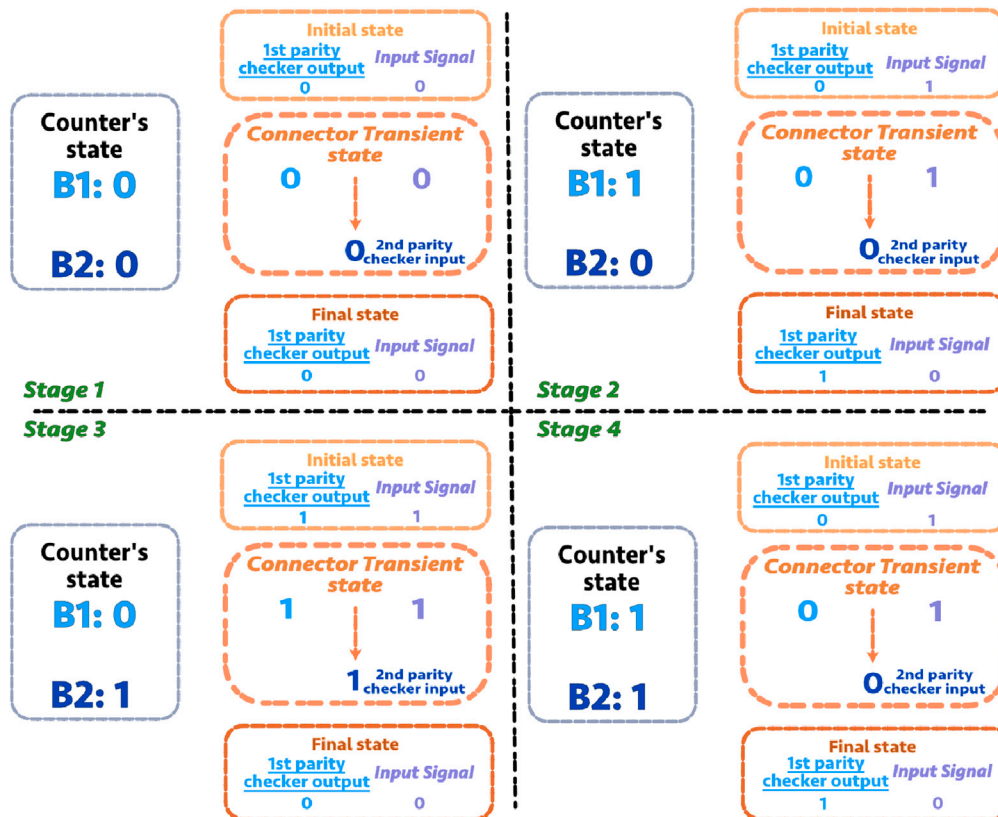 Initial state
1st parity
checker output
Input Signal
0
0
Counter's
state
B1: 0
B2: 0
Connector Transient
state
0
0
0
2nd parity
checker input
Final state
1st parity
checker output
Input Signal
0
0
Stage 1
Initial state
1st parity
checker output
Input Signal
0
1
Counter's
state
B1: 1
B2: 0
Connector Transient
state
0
1
0
2nd parity
checker input
Final state
1st parity
checker output
Input Signal
1
0
Stage 2
Stage 3
Initial state
1st parity
checker output
Input Signal
1
1
Counter's
state
B1: 0
B2: 1
Connector Transient
state
1
1
1
2nd parity
checker input
Final state
1st parity
checker output
Input Signal
0
0
Stage 4
Initial state
1st parity
checker output
Input Signal
0
1
Counter's
state
B1: 1
B2: 1
Connector Transient
state
0
1
0
2nd parity
checker input
Final state
1st parity
checker output
Input Signal
1
0